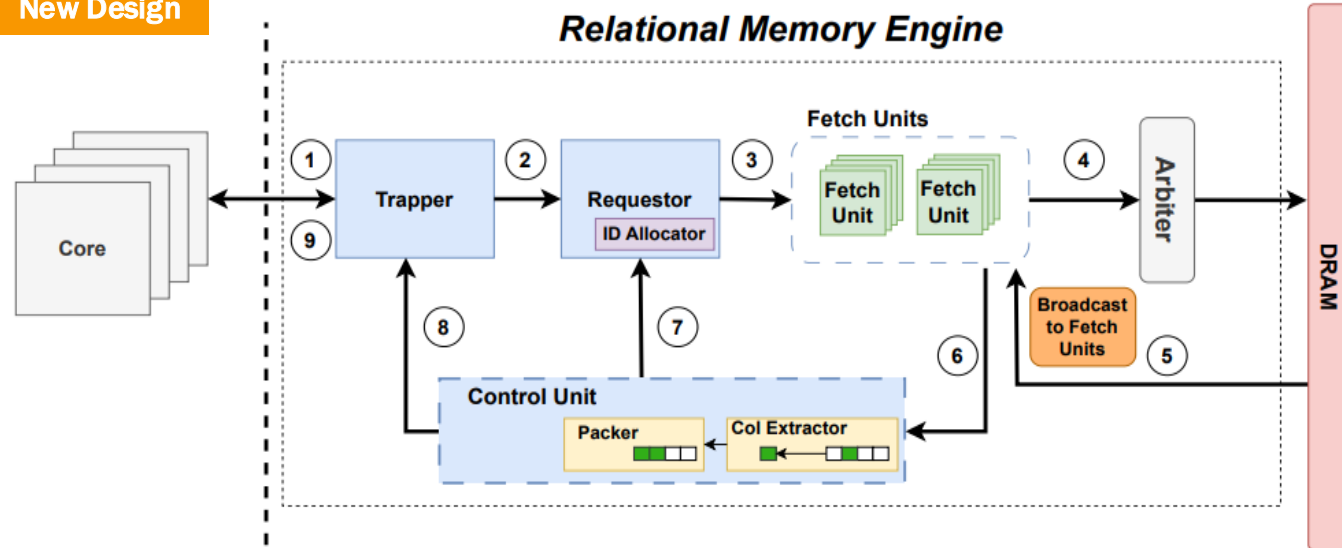 New Design
Relational Memory Engine
Fetch Units
1
2
3
4
Trapper
Requestor
ID Allocator
Fetch
Unit
Fetch
Unit
Arbiter
DRAM
Core
9
8
7
6
Broadcast
to Fetch
Units
5
Control Unit
Packer
Col Extractor